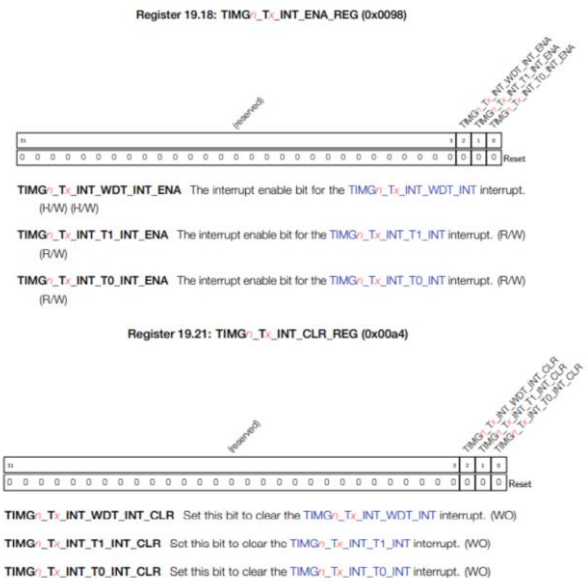 Register 19.18: TIMGn_Tx_INT_ENA_REG (0x0098)
(reserved)
TIMGn_Tx_INT_WDT_INT_ENA
TIMGn_Tx_INT_T1_INT_ENA
TIMGn_Tx_INT_T0_INT_ENA
31 3 2 1 0
0 0 0 0 0 0 0 0 0 0 0 0 0 0 0 0 0 0 0 0 0 0 0 0 0 0 0 0 0 0 0 0 Reset
TIMGn_Tx_INT_WDT_INT_ENA The interrupt enable bit for the TIMGn_Tx_INT_WDT_INT interrupt.
(R/W) (R/W)
TIMGn_Tx_INT_T1_INT_ENA The interrupt enable bit for the TIMGn_Tx_INT_T1_INT interrupt. (R/W)
(R/W)
TIMGn_Tx_INT_T0_INT_ENA The interrupt enable bit for the TIMGn_Tx_INT_T0_INT interrupt. (R/W)
(R/W)
Register 19.21: TIMGn_Tx_INT_CLR_REG (0x00a4)
(reserved)
TIMGn_Tx_INT_WDT_INT_CLR
TIMGn_Tx_INT_T1_INT_CLR
TIMGn_Tx_INT_T0_INT_CLR
31 3 2 1 0
0 0 0 0 0 0 0 0 0 0 0 0 0 0 0 0 0 0 0 0 0 0 0 0 0 0 0 0 0 0 0 0 Reset
TIMGn_Tx_INT_WDT_INT_CLR Set this bit to clear the TIMGn_Tx_INT_WDT_INT interrupt. (WO)
TIMGn_Tx_INT_T1_INT_CLR Set this bit to clear the TIMGn_Tx_INT_T1_INT interrupt. (WO)
TIMGn_Tx_INT_T0_INT_CLR Set this bit to clear the TIMGn_Tx_INT_T0_INT interrupt. (WO)